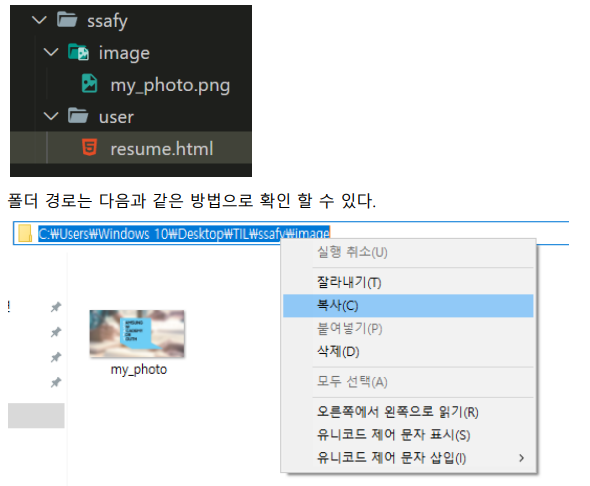 ssafy
image
my_photo.png
user
resume.html
폴더 경로는 다음과 같은 방법으로 확인 할 수 있다.
C:₩Users₩Windows 10₩Desktop₩TIL₩ssafy₩image
실행 취소(U)
잘라내기(T)
복사(C)
붙여넣기(P)
삭제(D)
모두 선택(A)
오른쪽에서 왼쪽으로 읽기(R)
유니코드 제어 문자 표시(S)
유니코드 제어 문자 삽입(I)
my_photo